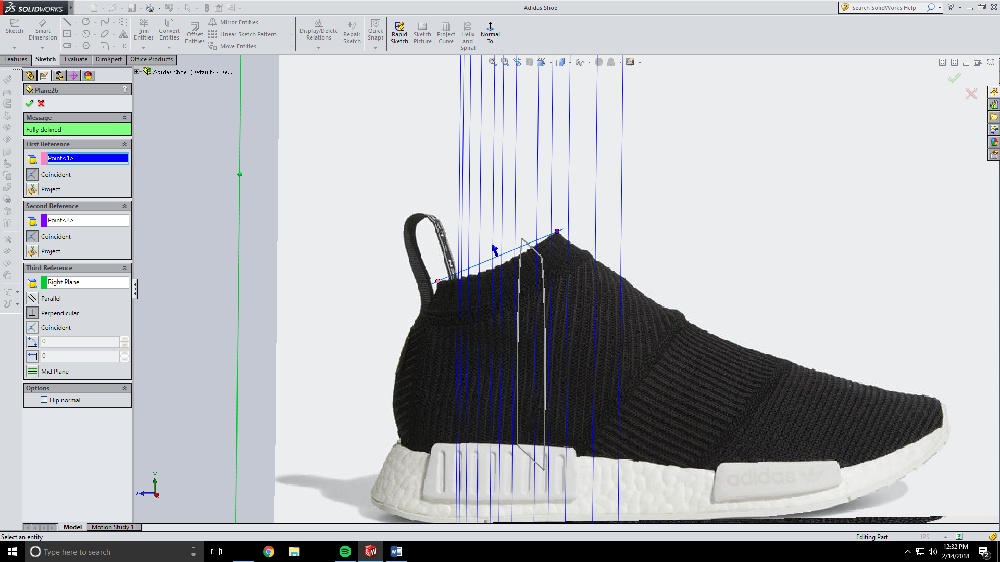 SOLIDWORKS
Adidas Shoe
Search SolidWorks Help
Sketch
Smart Dimension
Trim Entities
Convert Entities
Offset Entities
Mirror Entities
Linear Sketch Pattern
Move Entities
Display/Delete Relations
Repair Sketch
Quick Snaps
Rapid Sketch
Sketch Picture
Project Curve
Helix and Spiral
Normal To
Features
Sketch
Evaluate
DimXpert
Office Products
Adidas Shoe (Default<<De...
Plane26
?
Message
Fully defined
First Reference
Point<1>
Coincident
Project
Second Reference
Point<2>
Coincident
Project
Third Reference
Right Plane
Parallel
Perpendicular
Coincident
0
0
Mid Plane
Options
Flip normal
Y
Z
adidas
Model
Motion Study 1
Select an entity
Editing Part
IPS
Type here to search
SW
12:32 PM
2/14/2018
2